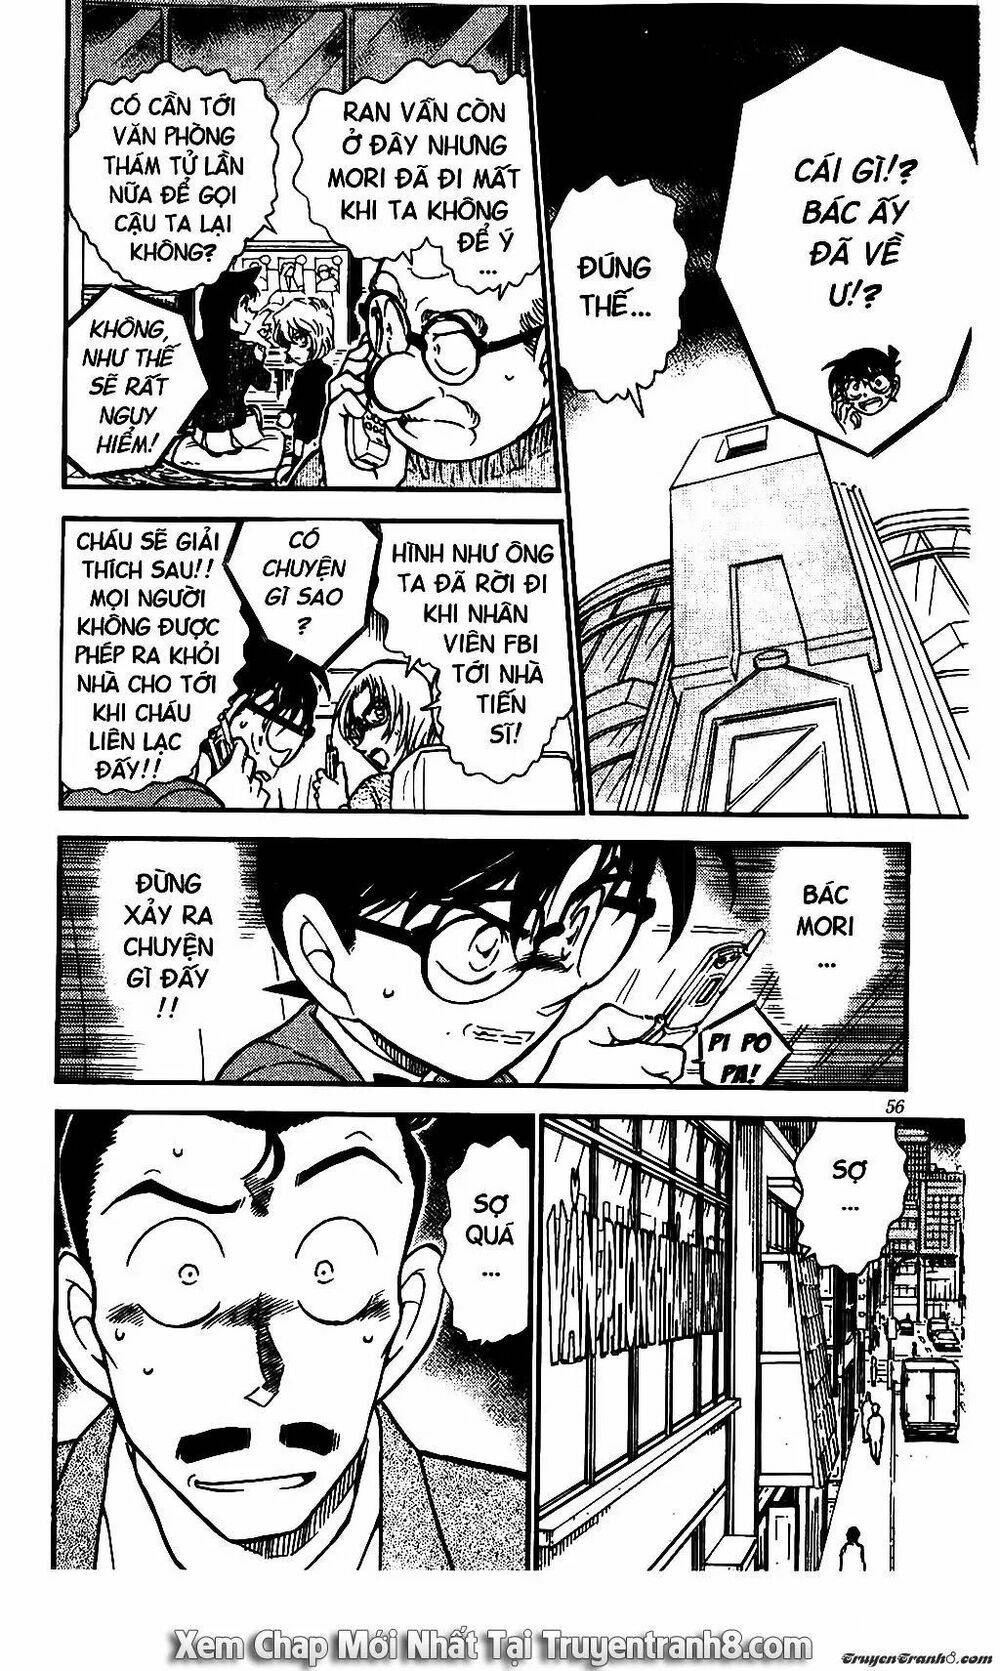 CÁI GÌ!?
BÁC ẤY
ĐÃ VỀ
Ư!?
ĐÚNG
THẾ...
RAN VẪN CÒN
Ở ĐÂY NHƯNG
MORI ĐÃ ĐI MẤT
KHI TA KHÔNG
ĐỂ Ý
...
CÓ CẦN TỚI
VĂN PHÒNG
THÁM TỬ LẦN
NỮA ĐỂ GỌI
CẬU TA LẠI
KHÔNG?
KHÔNG,
NHƯ THẾ
SẼ RẤT
NGUY
HIỂM!
HÌNH NHƯ ÔNG
TA ĐÃ RỜI ĐI
KHI NHÂN
VIÊN FBI
TỚI NHÀ
TIẾN
SĨ!
CÓ
CHUYỆN
GÌ SAO
?
CHÁU SẼ GIẢI
THÍCH SAU!!
MỌI NGƯỜI
KHÔNG ĐƯỢC
PHÉP RA KHỎI
NHÀ CHO TỚI
KHI CHÁU
LIÊN LẠC
ĐẤY!!
BÁC
MORI
...
PI PO
PA!
ĐỪNG
XẢY RA
CHUYỆN
GÌ ĐẤY
!!
56
SỢ
...
SỢ
QUÁ
...
Xem Chap Mới Nhất Tại Truyentranh8.com
TruyenTranh8.com